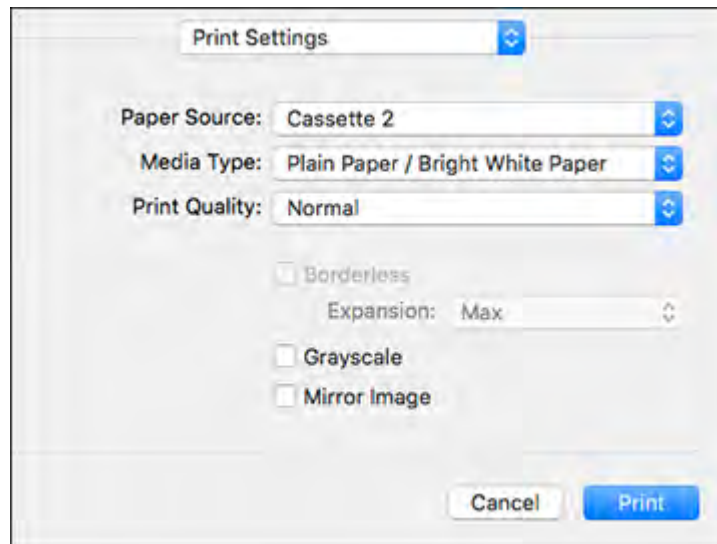 Print Settings
Paper Source: Cassette 2
Media Type: Plain Paper / Bright White Paper
Print Quality: Normal
Borderless
Expansion: Max
Grayscale
Mirror Image
Cancel Print